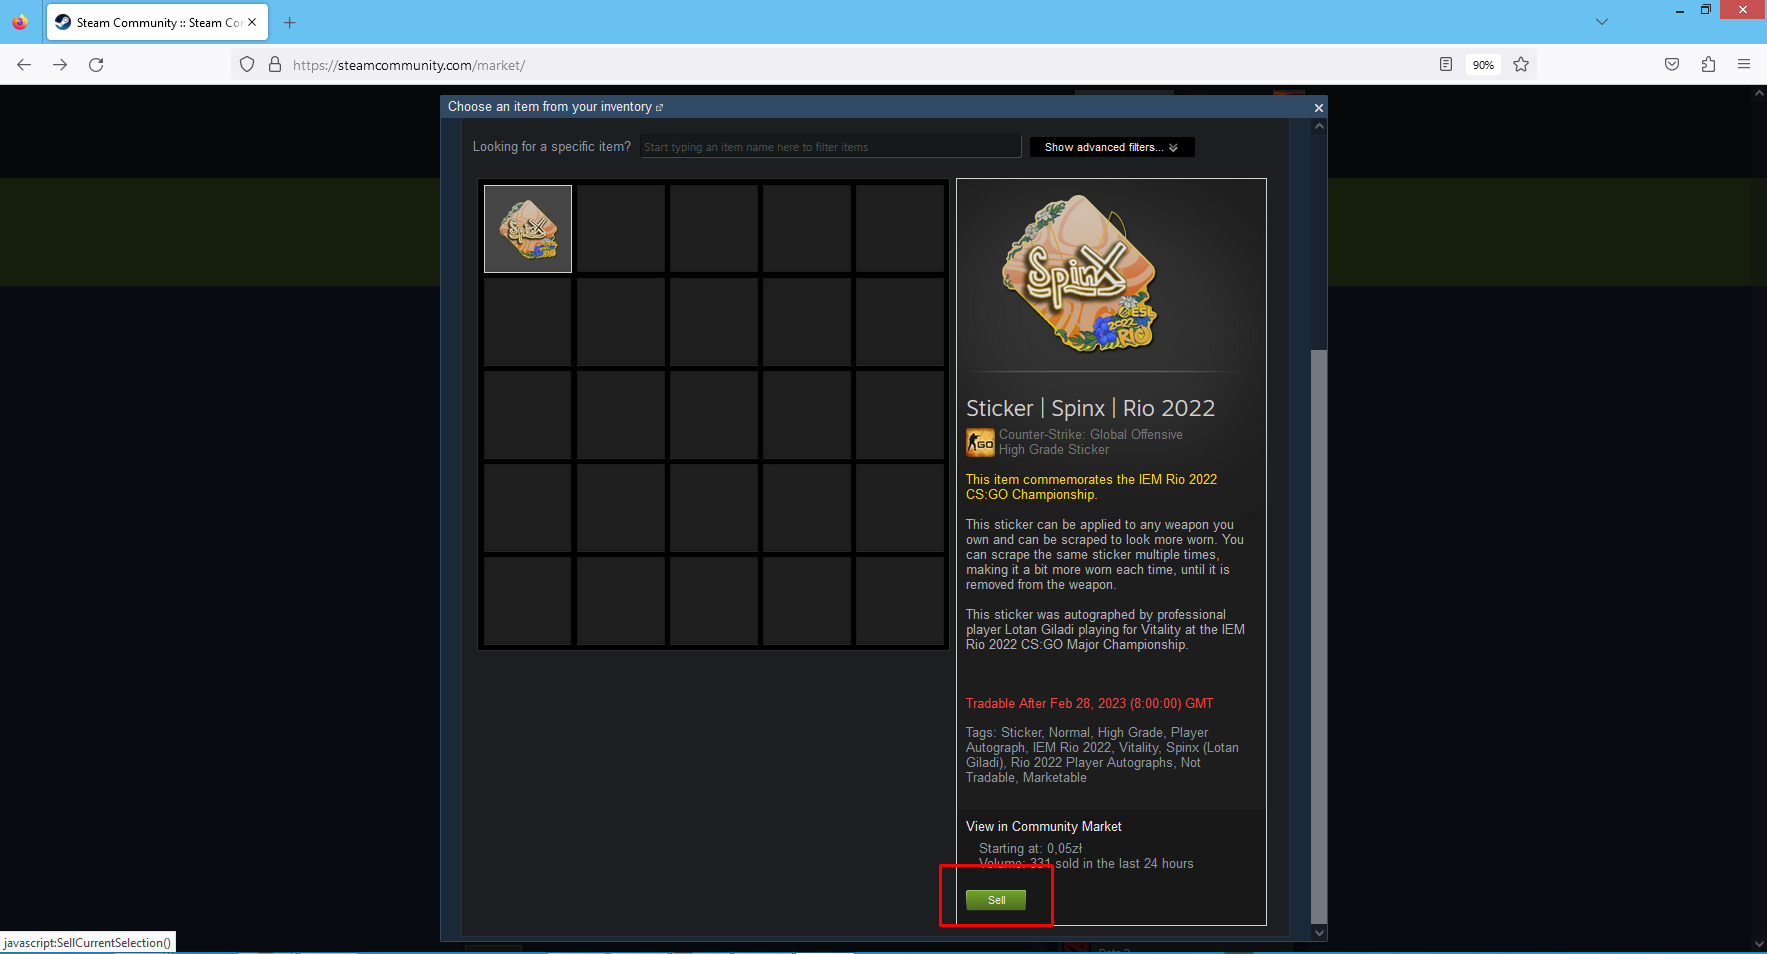 Steam Community :: Steam Co
https://steamcommunity.com/market/
90%
Choose an item from your inventory
Looking for a specific item?
Start typing an item name here to filter items
Show advanced filters...
SpinX
SpinX
ESL
2022
RIO
Sticker | Spinx | Rio 2022
GO
Counter-Strike: Global Offensive
High Grade Sticker
This item commemorates the IEM Rio 2022
CS:GO Championship.
This sticker can be applied to any weapon you
own and can be scraped to look more worn. You
can scrape the same sticker multiple times,
making it a bit more worn each time, until it is
removed from the weapon.
This sticker was autographed by professional
player Lotan Giladi playing for Vitality at the IEM
Rio 2022 CS:GO Major Championship.
Tradable After Feb 28, 2023 (8:00:00) GMT
Tags: Sticker, Normal, High Grade, Player
Autograph, IEM Rio 2022, Vitality, Spinx (Lotan
Giladi), Rio 2022 Player Autographs, Not
Tradable, Marketable
View in Community Market
Starting at: 0,05zł
Volume: 331 sold in the last 24 hours
Sell
javascript:SellCurrentSelection()
Dota 2